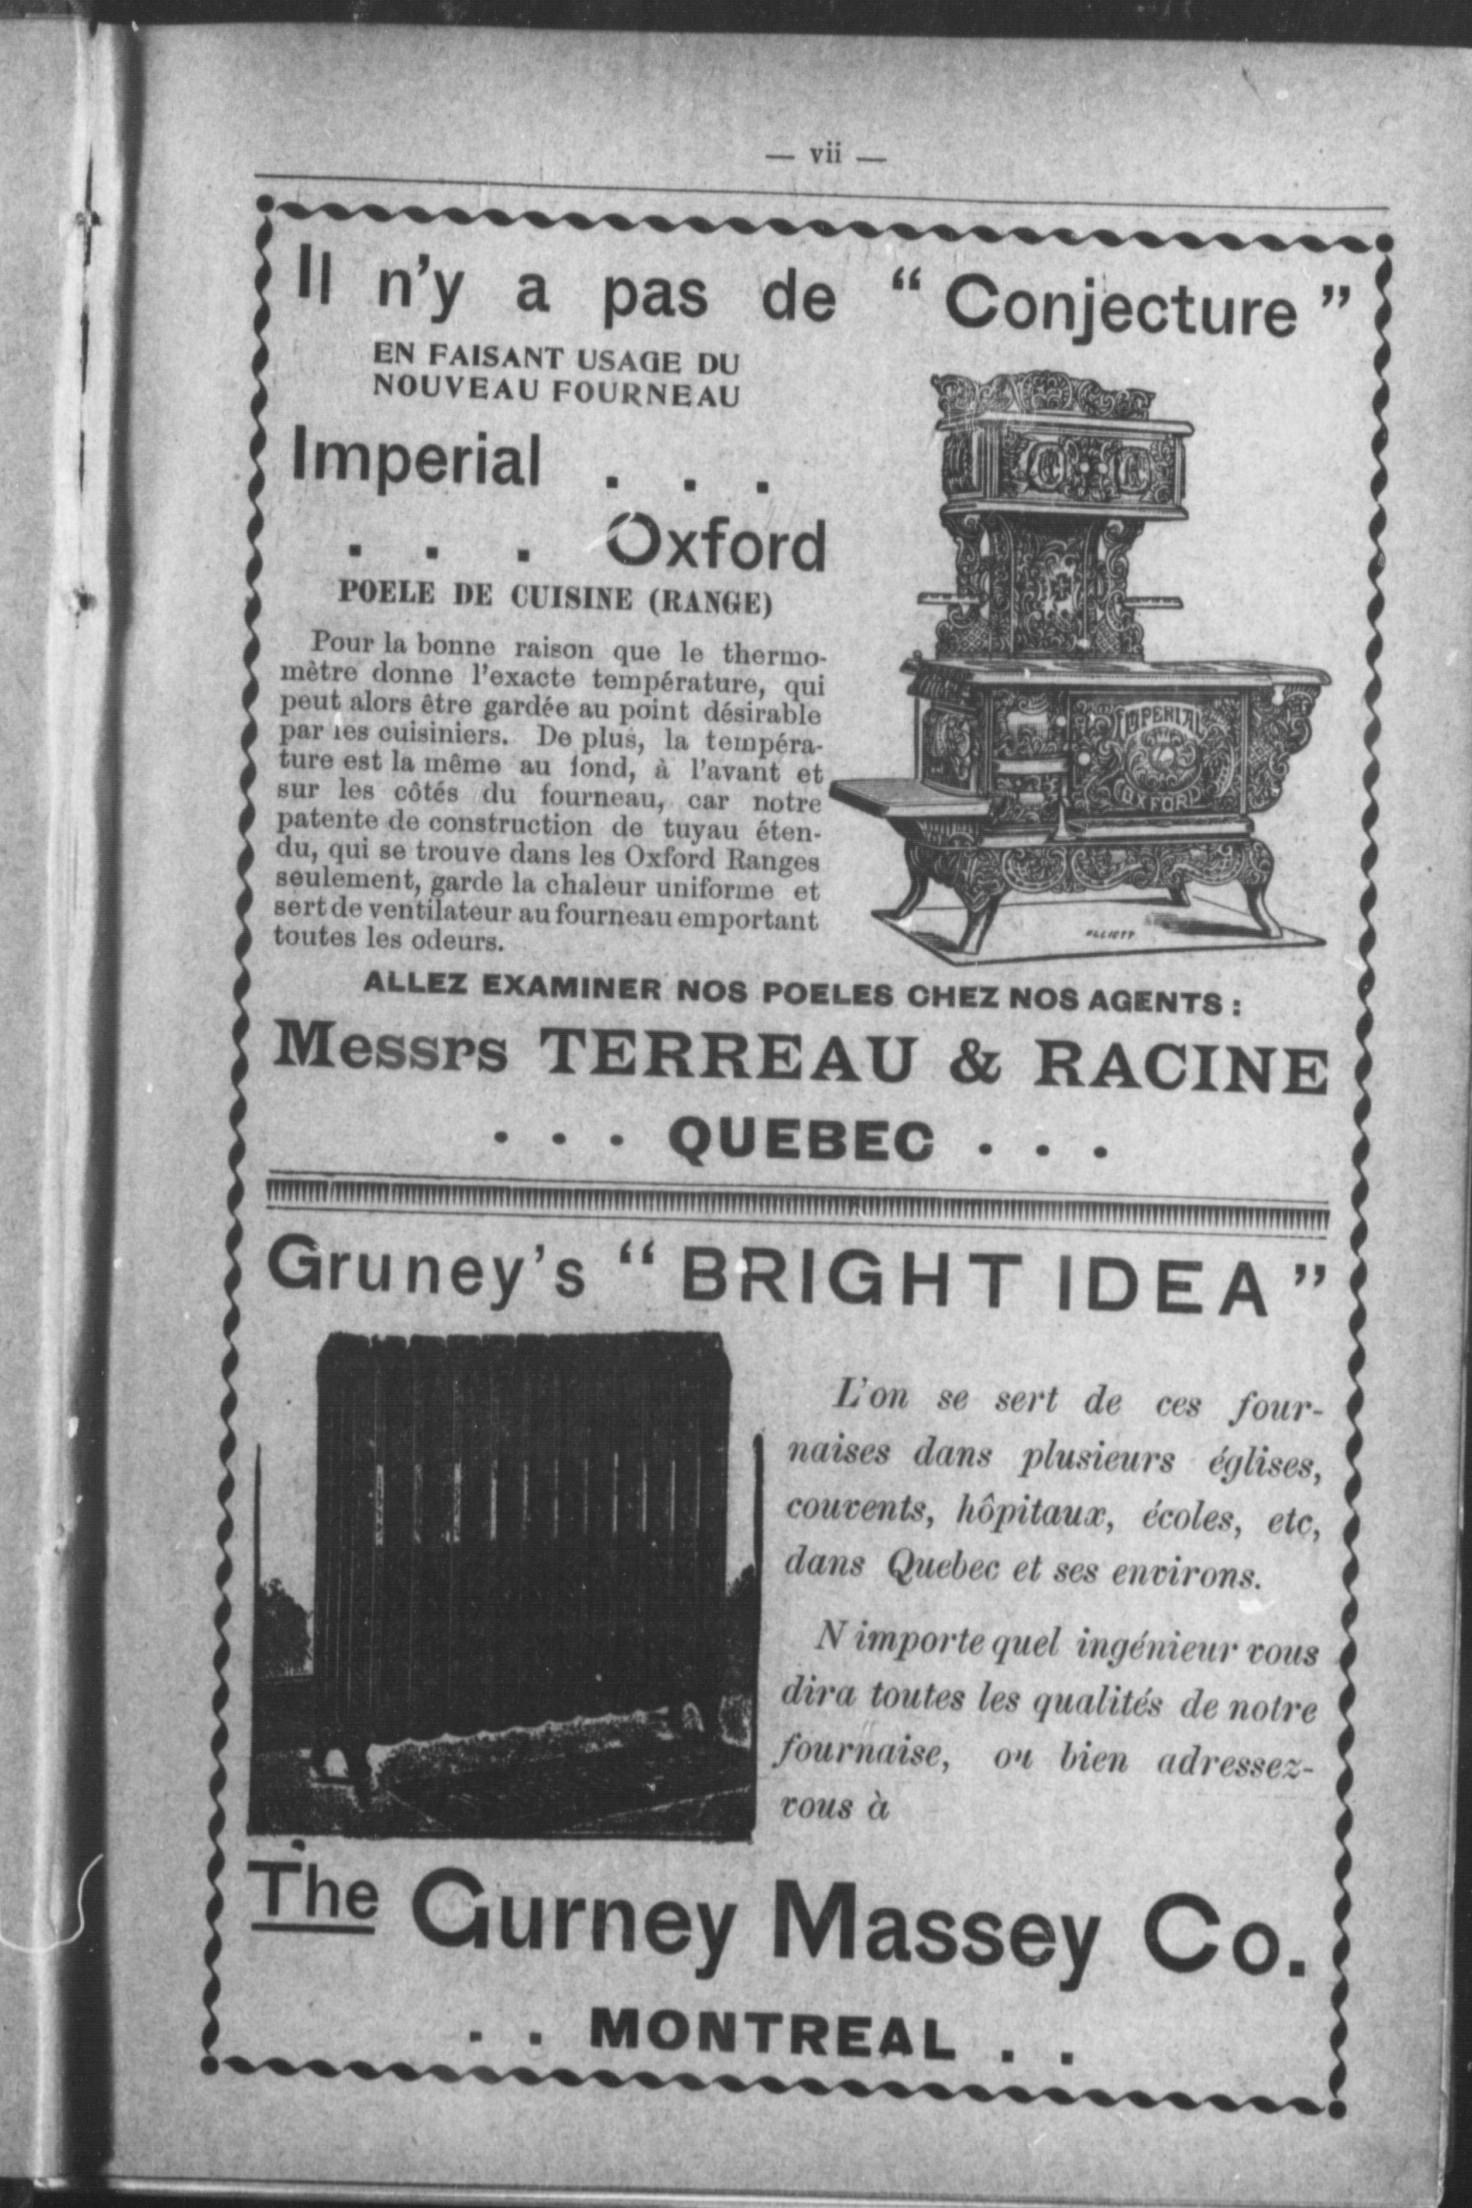 — vii —
Il n'y a pas de " Conjecture "
EN FAISANT USAGE DU
NOUVEAU FOURNEAU
Imperial . . .
. . . Oxford
POELE DE CUISINE (RANGE)
Pour la bonne raison que le thermo-
mètre donne l'exacte température, qui
peut alors être gardée au point désirable
par les cuisiniers. De plus, la tempéra-
ture est la même au fond, à l'avant et
sur les côtés du fourneau, car notre
patente de construction de tuyau éten-
du, qui se trouve dans les Oxford Ranges
seulement, garde la chaleur uniforme et
sert de ventilateur au fourneau emportant
toutes les odeurs.
IMPERIAL
OXFORD
ELLIOTT
ALLEZ EXAMINER NOS POELES CHEZ NOS AGENTS :
Messrs TERREAU & RACINE
. . . QUEBEC . . .
Gruney's " BRIGHT IDEA "
L'on se sert de ces four-
naises dans plusieurs églises,
couvents, hôpitaux, écoles, etc,
dans Quebec et ses environs.
N importe quel ingénieur vous
dira toutes les qualités de notre
fournaise, ou bien adressez-
vous à
The Gurney Massey Co.
. . MONTREAL . .